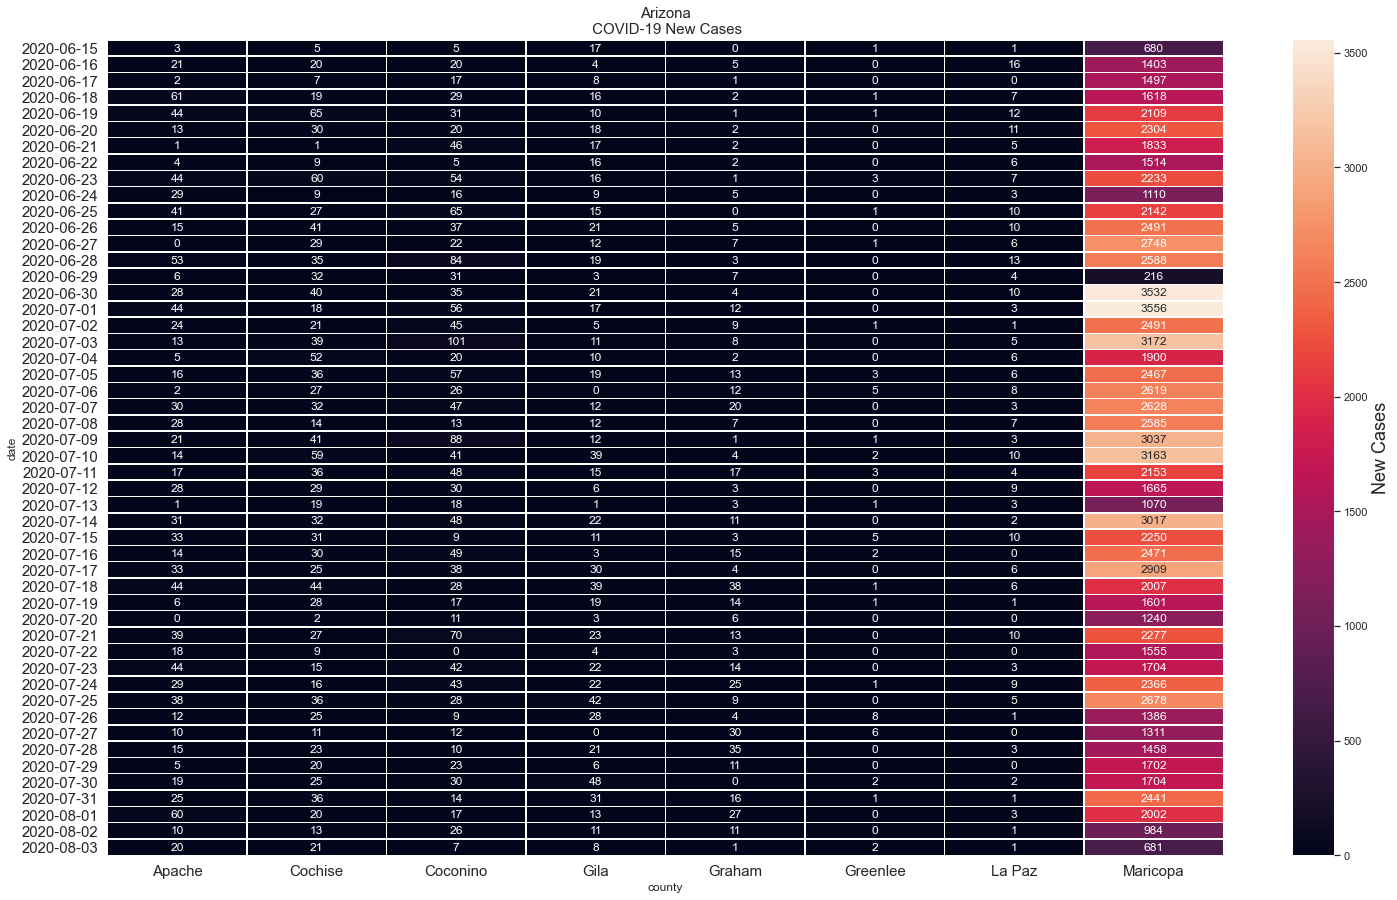 Arizona
COVID-19 New Cases
2020-06-15 3 5 5 17 0 1 1 680
2020-06-16 21 20 20 4 5 0 16 1403
2020-06-17 2 7 17 8 1 0 0 1497
2020-06-18 61 19 29 16 2 1 7 1618
2020-06-19 44 65 31 10 1 1 12 2109
2020-06-20 13 30 20 18 2 0 11 2304
2020-06-21 1 1 46 17 2 0 5 1833
2020-06-22 4 9 5 16 2 0 6 1514
2020-06-23 44 60 54 16 1 3 7 2233
2020-06-24 29 9 16 9 5 0 3 1110
2020-06-25 41 27 65 15 0 1 10 2142
2020-06-26 15 41 37 21 5 0 10 2491
2020-06-27 0 29 22 12 7 1 6 2748
2020-06-28 53 35 84 19 3 0 13 2588
2020-06-29 6 32 31 3 7 0 4 216
2020-06-30 28 40 35 21 4 0 10 3532
2020-07-01 44 18 56 17 12 0 3 3556
2020-07-02 24 21 45 5 9 1 1 2491
2020-07-03 13 39 101 11 8 0 5 3172
2020-07-04 5 52 20 10 2 0 6 1900
2020-07-05 16 36 57 19 13 3 6 2467
2020-07-06 2 27 26 0 12 5 8 2619
2020-07-07 30 32 47 12 20 0 3 2628
2020-07-08 28 14 13 12 7 0 7 2585
2020-07-09 21 41 88 12 1 1 3 3037
2020-07-10 14 59 41 39 4 2 10 3163
2020-07-11 17 36 48 15 17 3 4 2153
2020-07-12 28 29 30 6 3 0 9 1665
2020-07-13 1 19 18 1 3 1 3 1070
2020-07-14 31 32 48 22 11 0 2 3017
2020-07-15 33 31 9 11 3 5 10 2250
2020-07-16 14 30 49 3 15 2 0 2471
2020-07-17 33 25 38 30 4 0 6 2909
2020-07-18 44 44 28 39 38 1 6 2007
2020-07-19 6 28 17 19 14 1 1 1601
2020-07-20 0 2 11 3 6 0 0 1240
2020-07-21 39 27 70 23 13 0 10 2277
2020-07-22 18 9 0 4 3 0 0 1555
2020-07-23 44 15 42 22 14 0 3 1704
2020-07-24 29 16 43 22 25 1 9 2366
2020-07-25 38 36 28 42 9 0 5 2678
2020-07-26 12 25 9 28 4 8 1 1386
2020-07-27 10 11 12 0 30 6 0 1311
2020-07-28 15 23 10 21 35 0 3 1458
2020-07-29 5 20 23 6 11 0 0 1702
2020-07-30 19 25 30 48 0 2 2 1704
2020-07-31 25 36 14 31 16 1 1 2441
2020-08-01 60 20 17 13 27 0 3 2002
2020-08-02 10 13 26 11 11 0 1 984
2020-08-03 20 21 7 8 1 2 1 681
Apache Cochise Coconino Gila Graham Greenlee La Paz Maricopa
county
date
3500
3000
2500
2000
1500
1000
500
0
New Cases